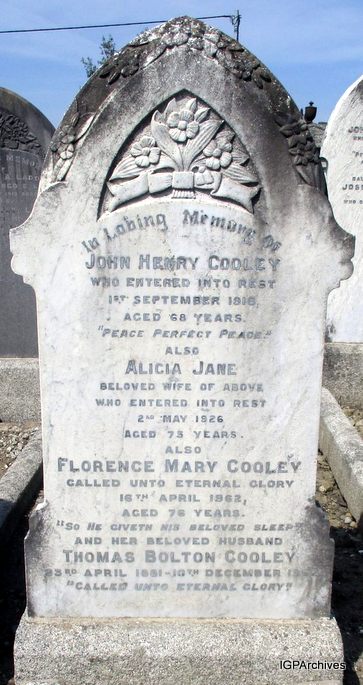 In Loving Memory of
JOHN HENRY COOLEY
WHO ENTERED INTO REST
1ST SEPTEMBER 1918,
AGED 68 YEARS.
"PEACE PERFECT PEACE."
ALSO
ALICIA JANE
BELOVED WIFE OF ABOVE
WHO ENTERED INTO REST
2ND MAY 1926
AGED 75 YEARS.
ALSO
FLORENCE MARY COOLEY
CALLED UNTO ETERNAL GLORY
16TH APRIL 1962,
AGED 76 YEARS.
"SO HE GIVETH HIS BELOVED SLEEP"
AND HER BELOVED HUSBAND
THOMAS BOLTON COOLEY
23RD APRIL 1881-10TH DECEMBER
"CALLED UNTO ETERNAL GLORY"
IGPArchives